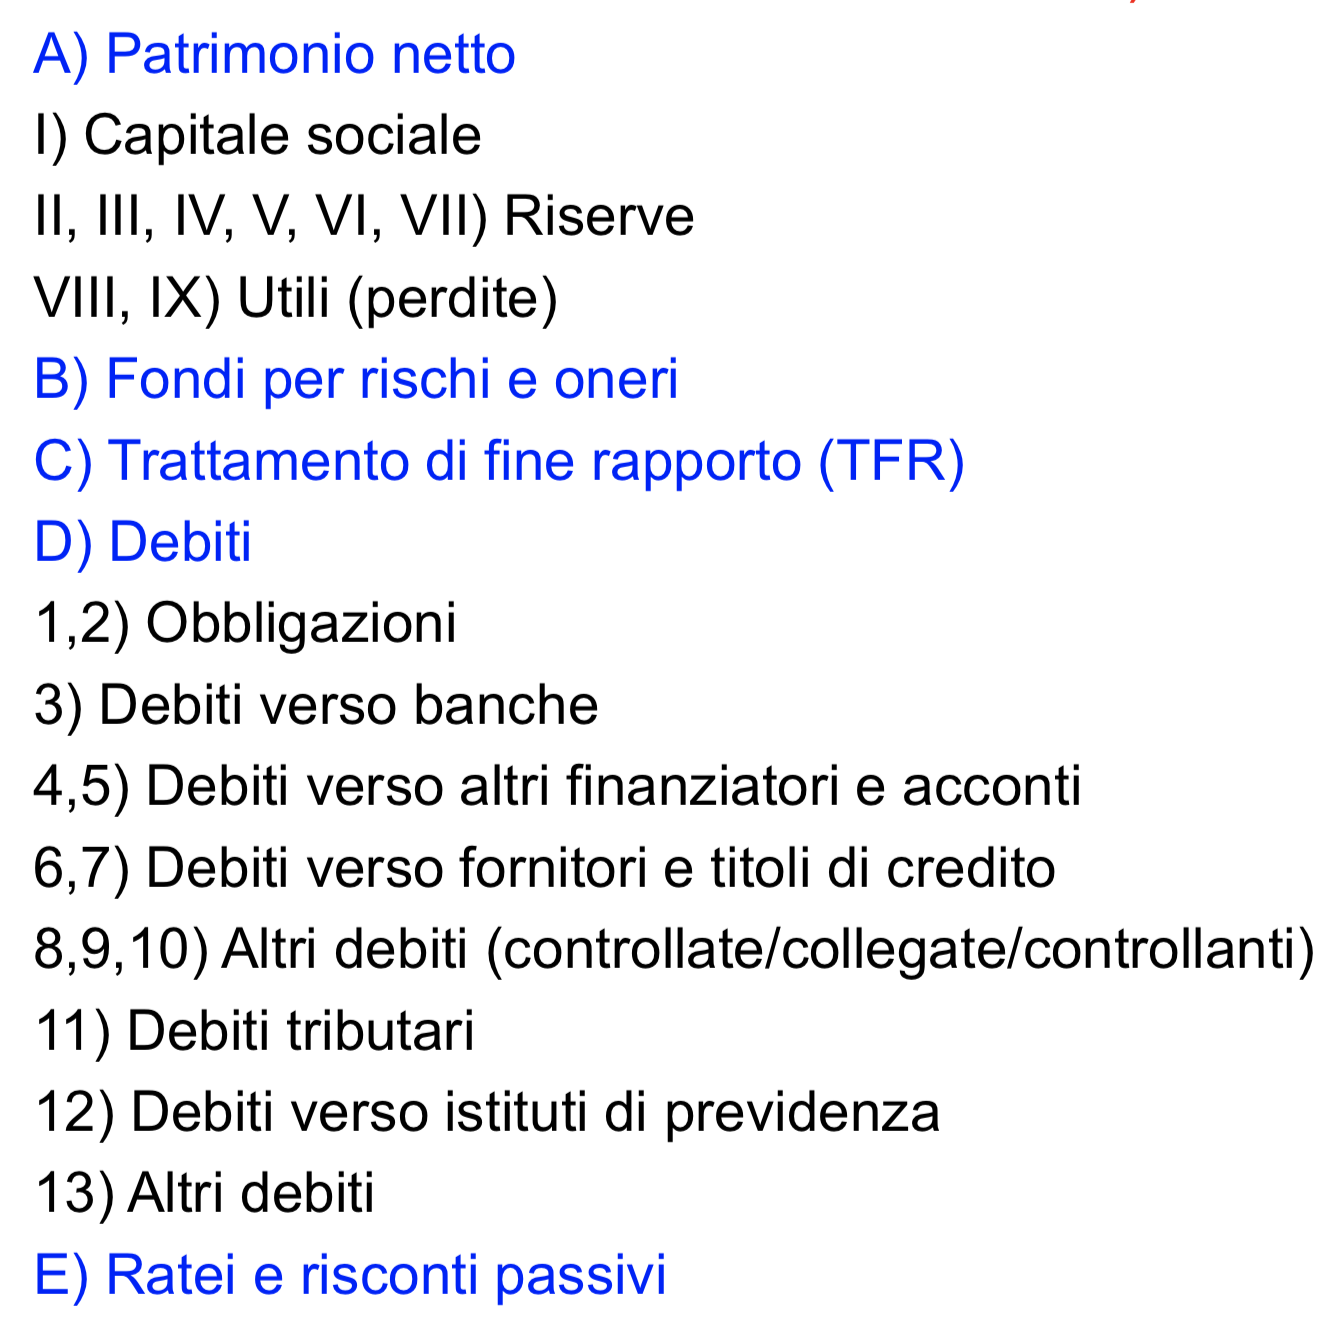 A) Patrimonio netto
I) Capitale sociale
II, III, IV, V, VI, VII) Riserve
VIII, IX) Utili (perdite)
B) Fondi per rischi e oneri
C) Trattamento di fine rapporto (TFR)
D) Debiti
1,2) Obbligazioni
3) Debiti verso banche
4,5) Debiti verso altri finanziatori e acconti
6,7) Debiti verso fornitori e titoli di credito
8,9,10) Altri debiti (controllate/collegate/controllanti)
11) Debiti tributari
12) Debiti verso istituti di previdenza
13) Altri debiti
E) Ratei e risconti passivi